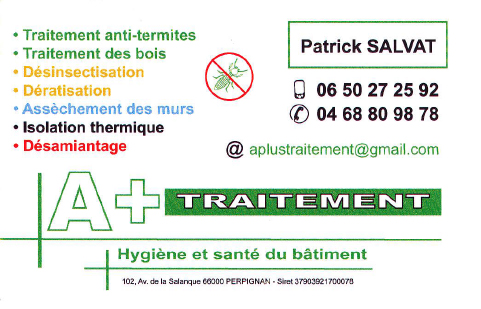 • Traitement anti-termites
• Traitement des bois
• Désinsectisation
• Dératisation
• Assèchement des murs
• Isolation thermique
• Désamiantage
Patrick SALVAT
06 50 27 25 92
04 68 80 98 78
@ aplustraitement@gmail.com
A+ TRAITEMENT
Hygiène et santé du bâtiment
102, Av. de la Salanque 66000 PERPIGNAN - Siret 37903921700078